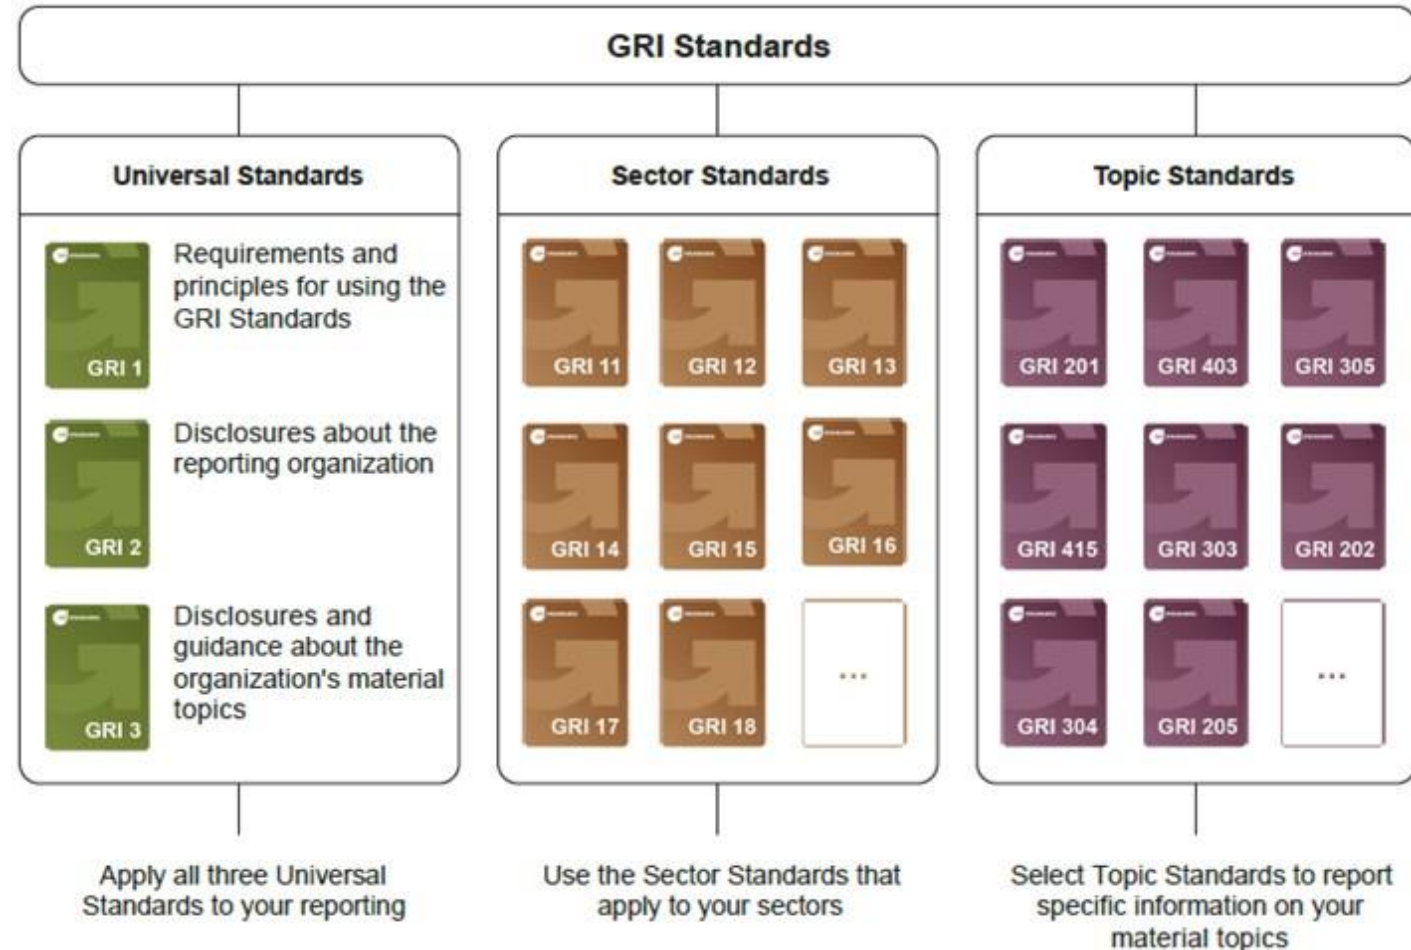 GRI Standards
Universal Standards
GRI 1
Requirements and
principles for using the
GRI Standards
GRI 2
Disclosures about the
reporting organization
GRI 3
Disclosures and
guidance about the
organization's material
topics
Apply all three Universal
Standards to your reporting
Sector Standards
GRI 11
GRI 12
GRI 13
GRI 14
GRI 15
GRI 16
GRI 17
GRI 18
...
Use the Sector Standards that
apply to your sectors
Topic Standards
GRI 201
GRI 403
GRI 305
GRI 415
GRI 303
GRI 202
GRI 304
GRI 205
...
Select Topic Standards to report
specific information on your
material topics